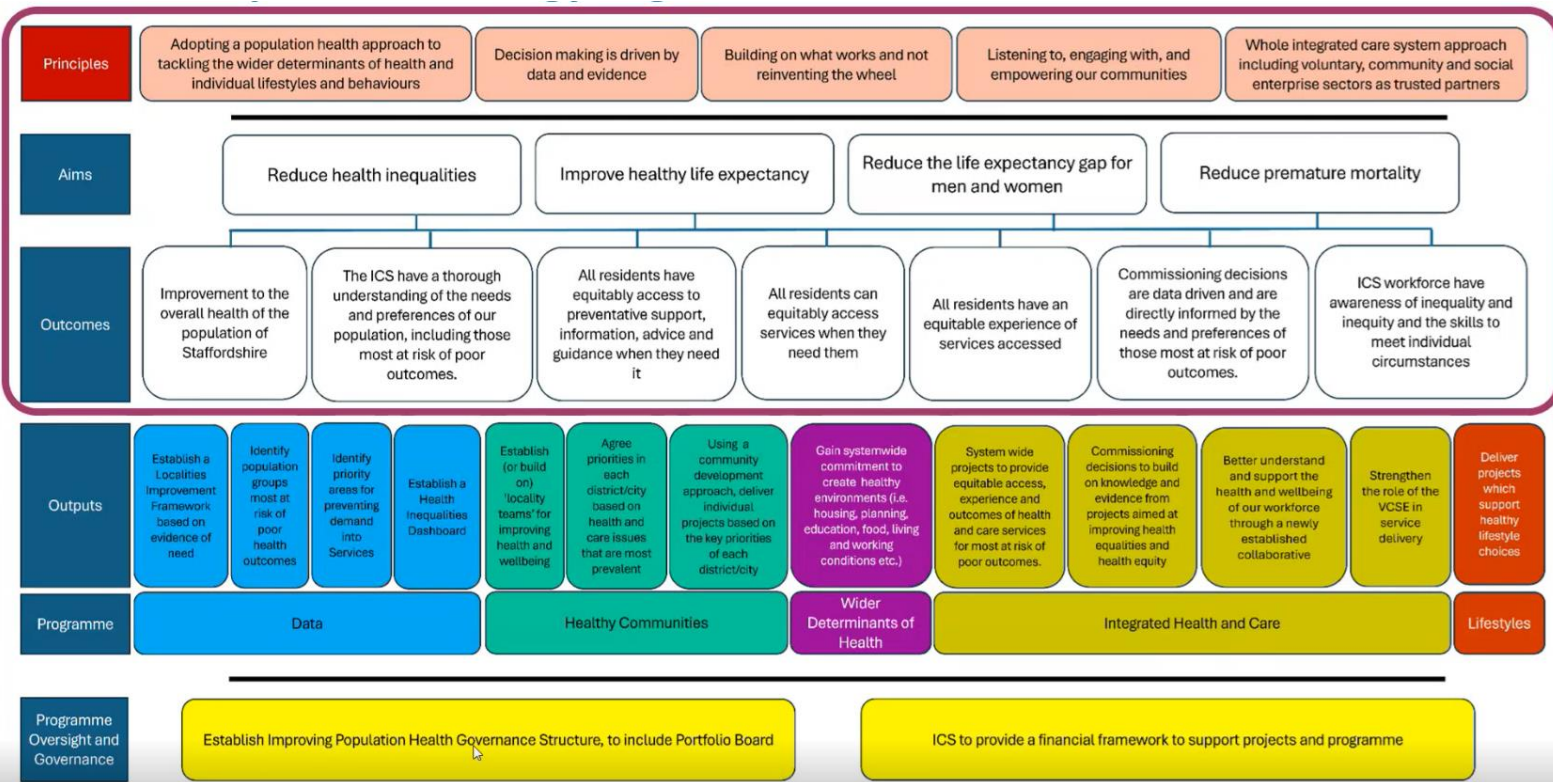 Principles
Adopting a population health approach to
tackling the wider determinants of health and
individual lifestyles and behaviours
Decision making is driven by
data and evidence
Building on what works and not
reinventing the wheel
Listening to, engaging with, and
empowering our communities
Whole integrated care system approach
including voluntary, community and social
enterprise sectors as trusted partners
Aims
Reduce health inequalities
Improve healthy life expectancy
Reduce the life expectancy gap for
men and women
Reduce premature mortality
Outcomes
Improvement to the
overall health of the
population of
Staffordshire
The ICS have a thorough
understanding of the needs
and preferences of our
population, including those
most at risk of poor
outcomes.
All residents have
equitably access to
preventative support,
information, advice and
guidance when they need
it
All residents can
equitably access
services when they
need them
All residents have an
equitable experience of
services accessed
Commissioning decisions
are data driven and are
directly informed by the
needs and preferences of
those most at risk of poor
outcomes.
ICS workforce have
awareness of inequality and
inequity and the skills to
meet individual
circumstances
Outputs
Establish a
Localities
Improvement
Framework
based on
evidence of
need
Identify
population
groups
most at
risk of
poor
health
outcomes
Identify
priority
areas for
preventing
demand
into
Services
Establish a
Health
Inequalities
Dashboard
Establish
(or build
on)
'locality
teams' for
improving
health and
wellbeing
Agree
priorities in
each
district/city
based on
health and
care issues
that are most
prevalent
Using a
community
development
approach, deliver
individual
projects based on
the key priorities
of each
district/city
Gain systemwide
commitment to
create healthy
environments (i.e.
housing, planning,
education, food, living
and working
conditions etc.)
System wide
projects to provide
equitable access,
experience and
outcomes of health
and care services
for most at risk of
poor outcomes.
Commissioning
decisions to build
on knowledge and
evidence from
projects aimed at
improving health
equalities and
health equity
Better understand
and support the
health and wellbeing
of our workforce
through a newly
established
collaborative
Strengthen
the role of the
VCSE in
service
delivery
Deliver
projects
which
support
healthy
lifestyle
choices
Programme
Data
Healthy Communities
Wider
Determinants of
Health
Integrated Health and Care
Lifestyles
Programme
Oversight and
Governance
Establish Improving Population Health Governance Structure, to include Portfolio Board
ICS to provide a financial framework to support projects and programme